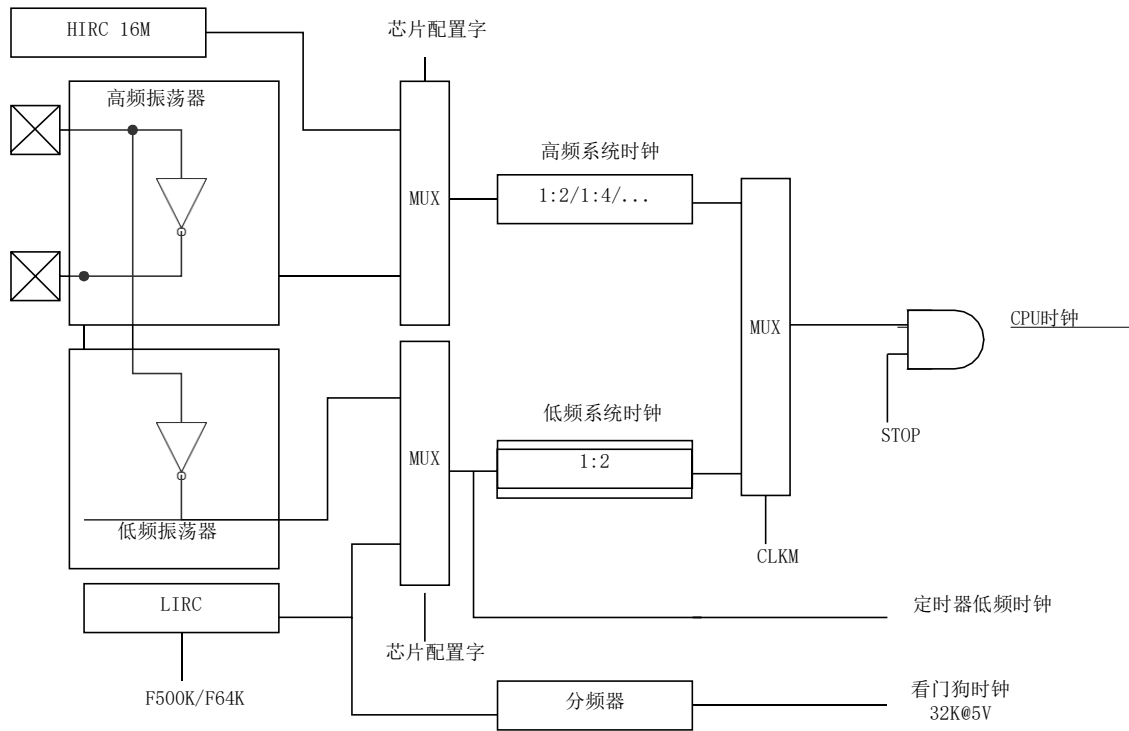 HIRC 16M
芯片配置字
高频振荡器
高频系统时钟
MUX
1:2/1:4/...
MUX
CPU时钟
低频系统时钟
STOP
MUX
1:2
低频振荡器
CLKM
LIRC
定时器低频时钟
芯片配置字
F500K/F64K
分频器
看门狗时钟
32K@5V